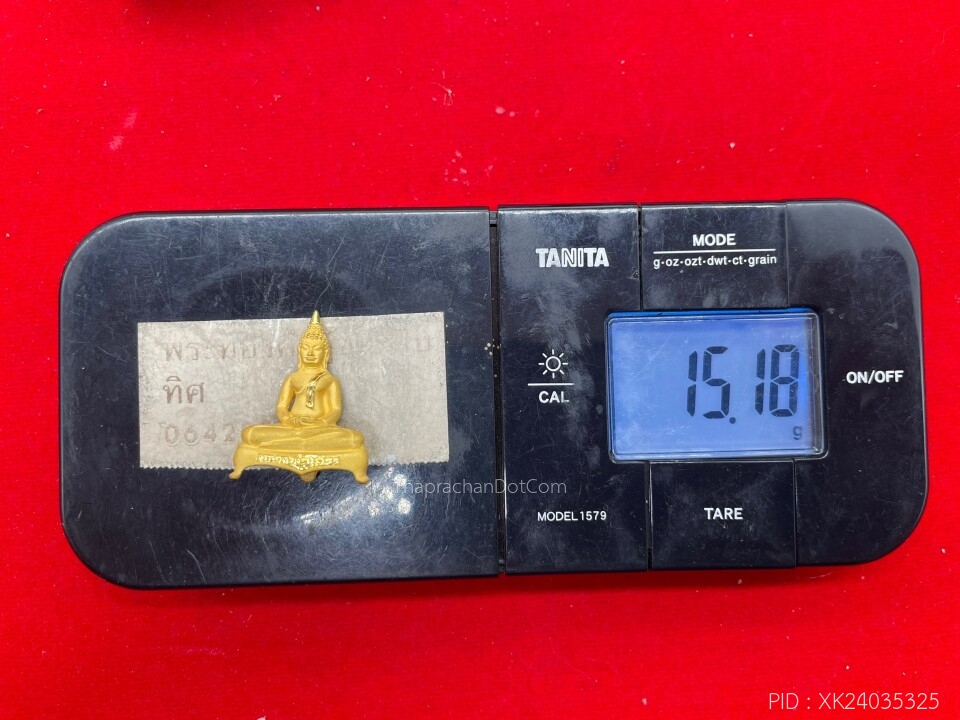 TANITA
MODE
g·oz·ozt·dwt·ct·grain
15.18
g
ON/OFF
CAL
MODEL 1579
TARE
ทิศ
0642
ThaprachanDotCom
PID : XK24035325